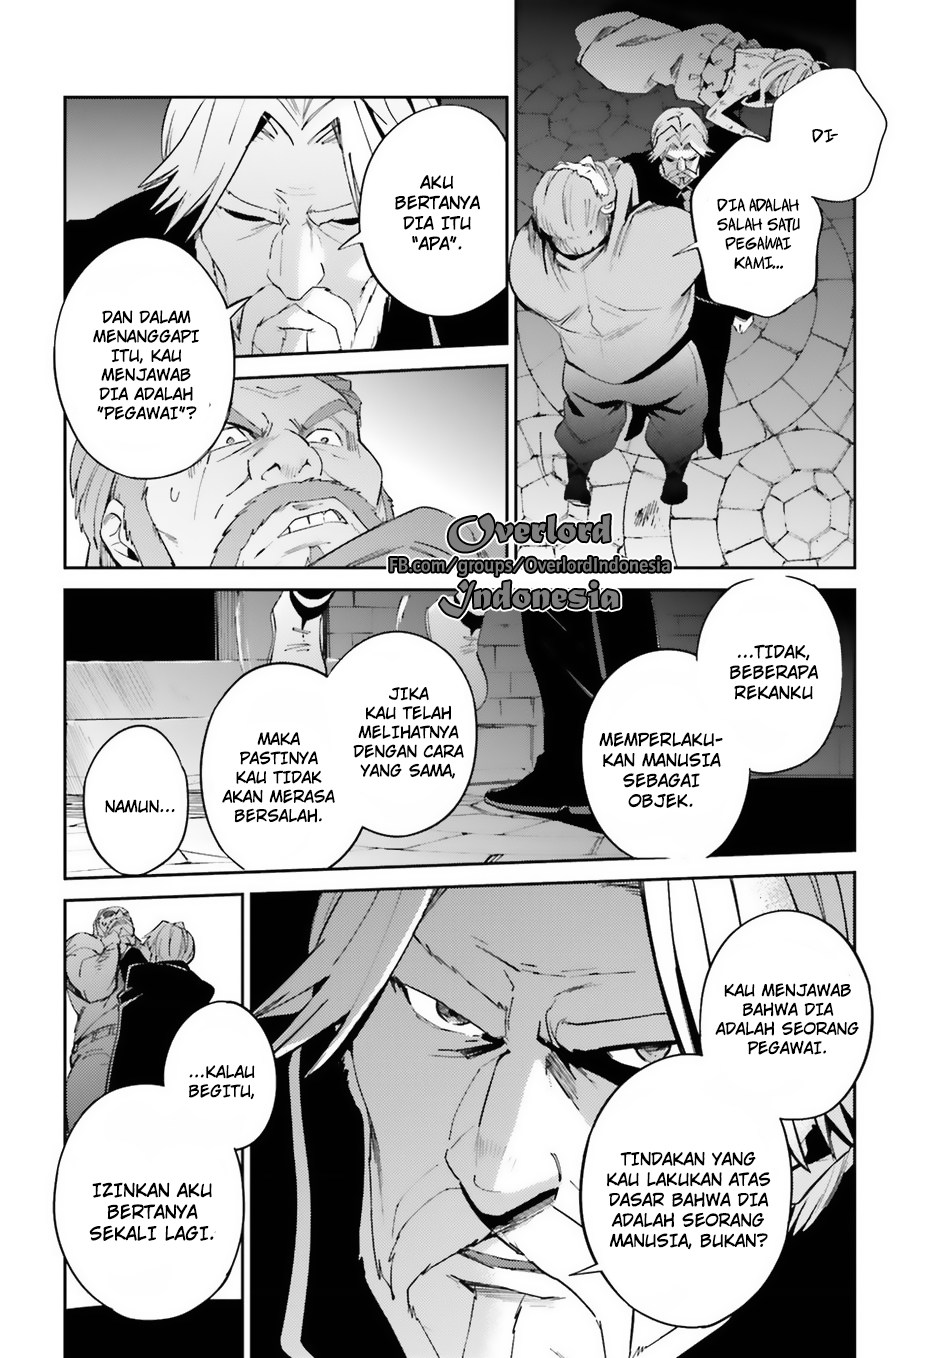 DI-
DIA ADALAH
SALAH SATU
PEGAWAI
KAMI...
AKU
BERTANYA
DIA ITU
"APA".
DAN DALAM
MENANGGAPI
ITU, KAU
MENJAWAB
DIA ADALAH
"PEGAWAI"?
Overlord
FB.com/groups/OverlordIndonesia
Indonesia
...TIDAK,
BEBERAPA
REKANKU
MEMPERLAKU-
KAN MANUSIA
SEBAGAI
OBJEK.
JIKA
KAU TELAH
MELIHATNYA
DENGAN CARA
YANG SAMA,
MAKA
PASTINYA
KAU TIDAK
AKAN MERASA
BERSALAH.
NAMUN...
KAU MENJAWAB
BAHWA DIA
ADALAH SEORANG
PEGAWAI.
TINDAKAN YANG
KAU LAKUKAN ATAS
DASAR BAHWA DIA
ADALAH SEORANG
MANUSIA, BUKAN?
...KALAU
BEGITU,
IZINKAN AKU
BERTANYA
SEKALI LAGI.